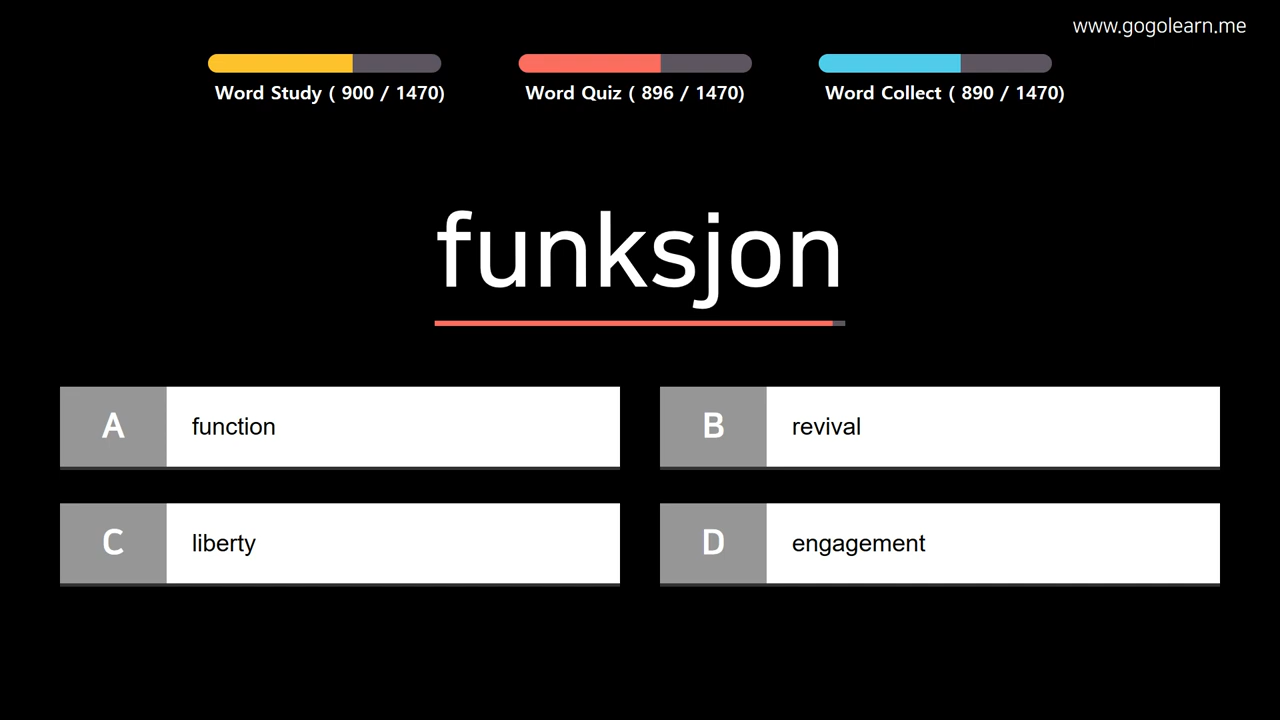 www.gogolearn.me
Word Study ( 900 / 1470)
Word Quiz ( 896 / 1470)
Word Collect ( 890 / 1470)
funksjon
A function
B revival
C liberty
D engagement